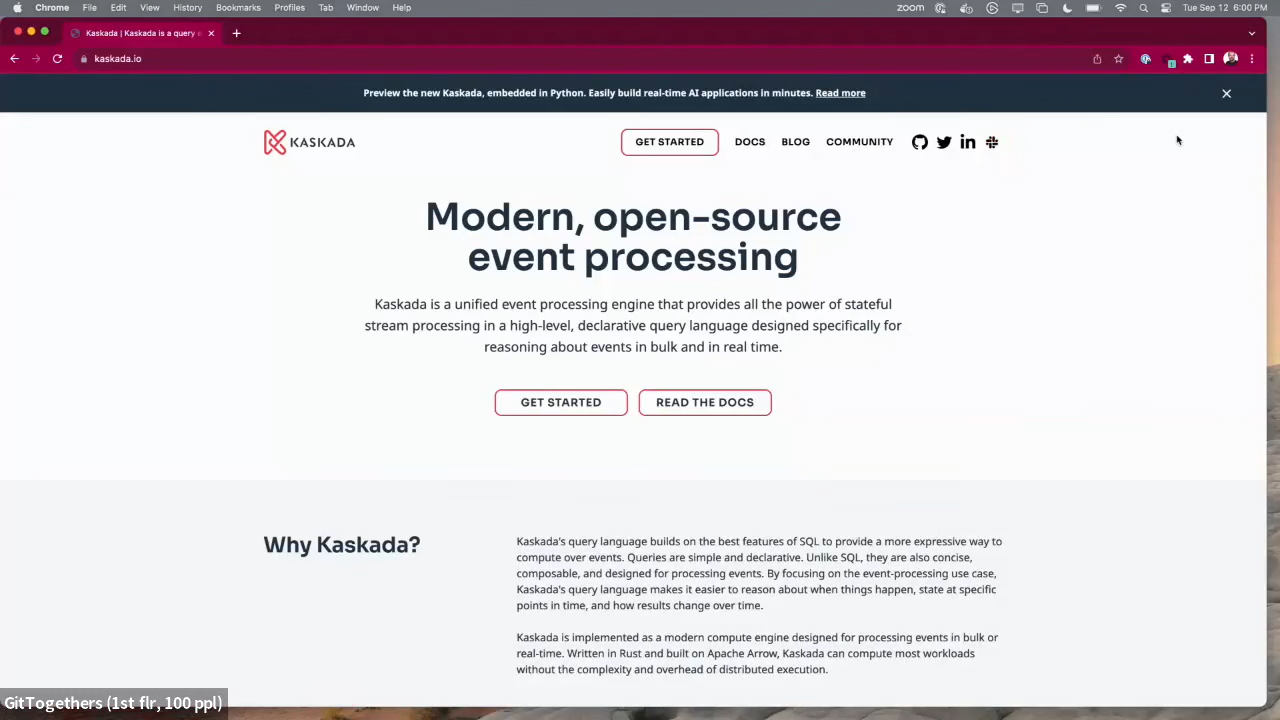 Chrome File Edit View History Bookmarks Profiles Tab Window Help zoom Tue Sep 12 6:00 PM
Kaskada | Kaskada is a query e
kaskada.io
Preview the new Kaskada, embedded in Python. Easily build real-time AI applications in minutes. Read more
KASKADA GET STARTED DOCS BLOG COMMUNITY
Modern, open-source
event processing
Kaskada is a unified event processing engine that provides all the power of stateful
stream processing in a high-level, declarative query language designed specifically for
reasoning about events in bulk and in real time.
GET STARTED READ THE DOCS
Why Kaskada?
Kaskada's query language builds on the best features of SQL to provide a more expressive way to
compute over events. Queries are simple and declarative. Unlike SQL, they are also concise,
composable, and designed for processing events. By focusing on the event-processing use case,
Kaskada's query language makes it easier to reason about when things happen, state at specific
points in time, and how results change over time.
Kaskada is implemented as a modern compute engine designed for processing events in bulk or
real-time. Written in Rust and built on Apache Arrow, Kaskada can compute most workloads
without the complexity and overhead of distributed execution.
GitTogethers (1st flr, 100 ppl)